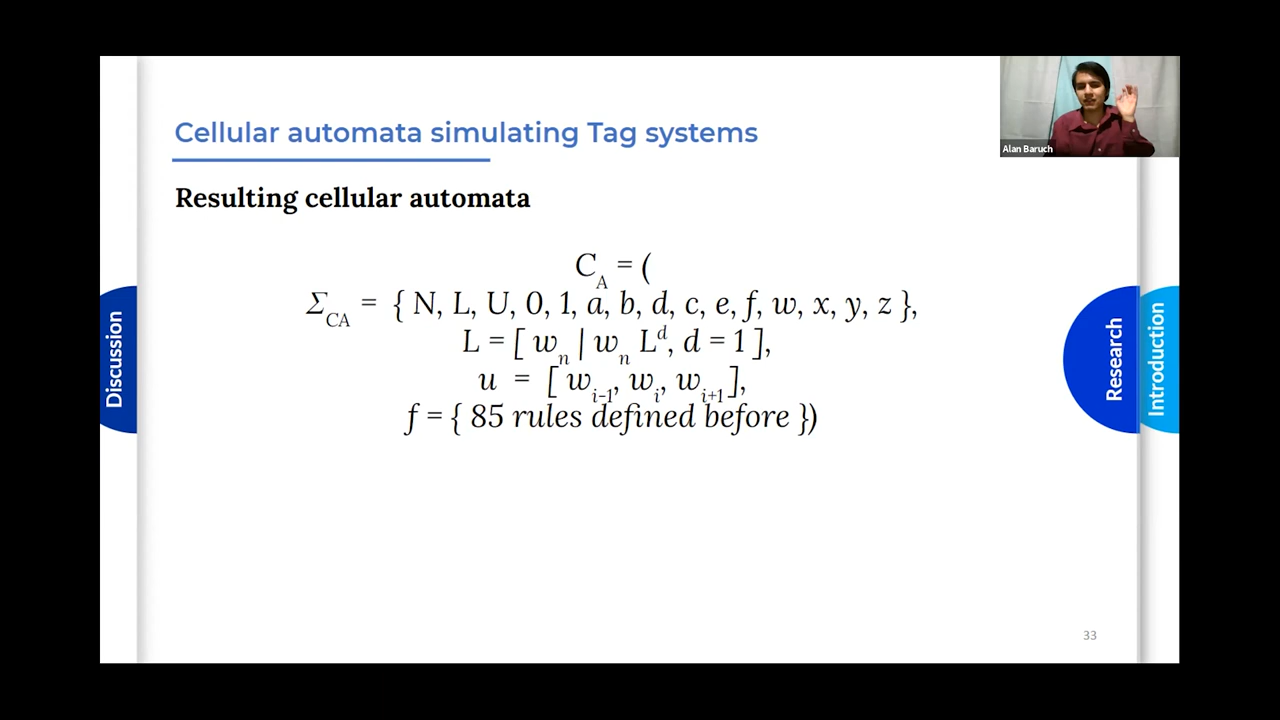 Cellular automata simulating Tag systems
Alan Baruch
Resulting cellular automata
C_A = (
Σ_CA = { N, L, U, 0, 1, a, b, d, c, e, f, w, x, y, z },
L = [ w_n | w_n L^d, d = 1 ],
u = [ w_i-1, w_i, w_i+1 ],
f = { 85 rules defined before })
Discussion
Research
Introduction
33